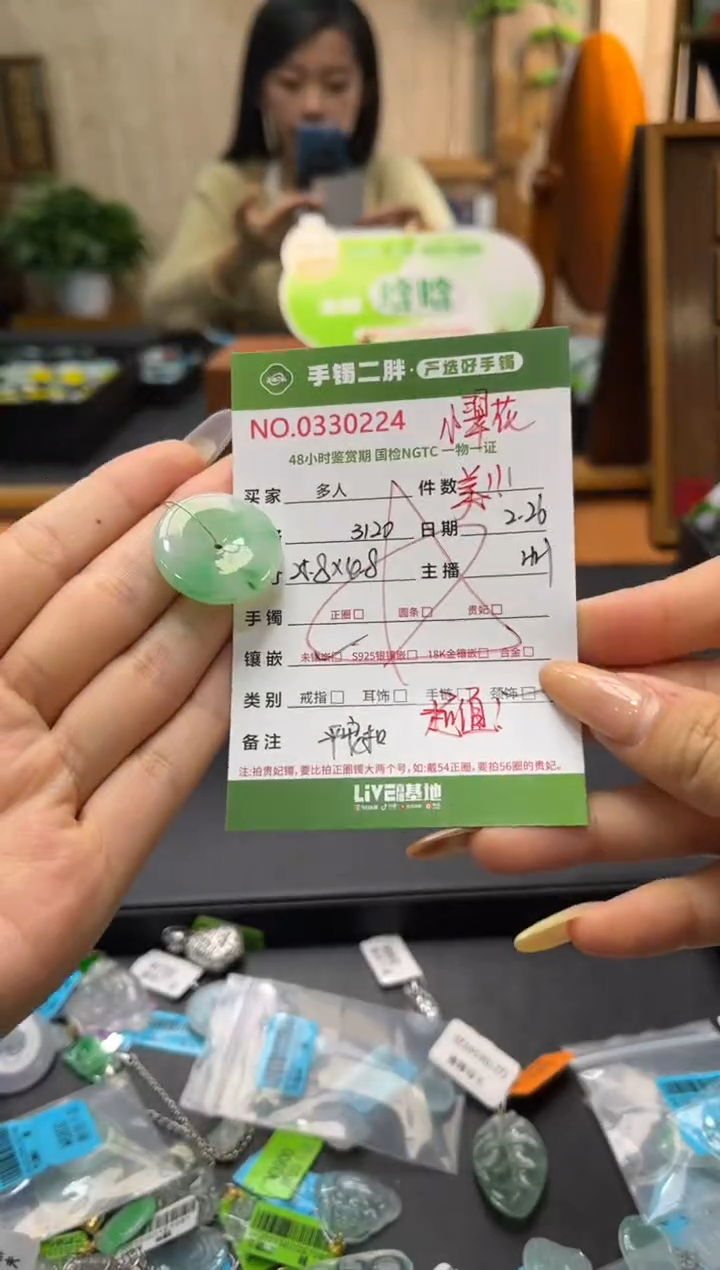 手镯二胖·严选好手镯
NO.0330224
小翠花
48小时鉴赏期 国检NGTC 一物一证
买家 多人 件数 1
美!!
3120 日期 2.26
主播
手镯 正圈□ 圆条□ 贵妃□
镶嵌 未镶嵌□ S925银镶嵌□ 18K金镶嵌□ 合金□
类别 戒指□ 耳饰□ 手链□ 颈饰□
备注 平安扣
超值!
注:拍贵妃镯,要比拍正圈镯大两个号,如:戴54正圈,要拍56圈的贵妃。
LiVE基地